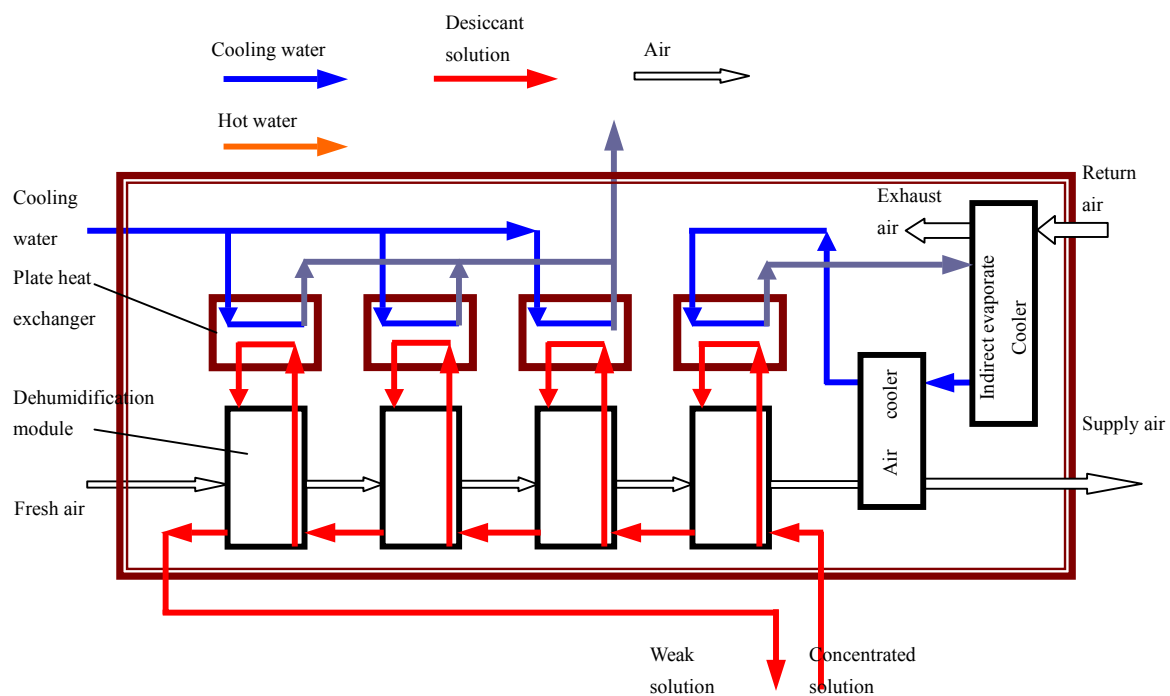 Cooling water
Desiccant
solution
Air
Hot water
Cooling
water
Plate heat
exchanger
Dehumidification
module
Fresh air
Exhaust
air
Return
air
Indirect evaporate
Cooler
Air cooler
Supply air
Weak
solution
Concentrated
solution